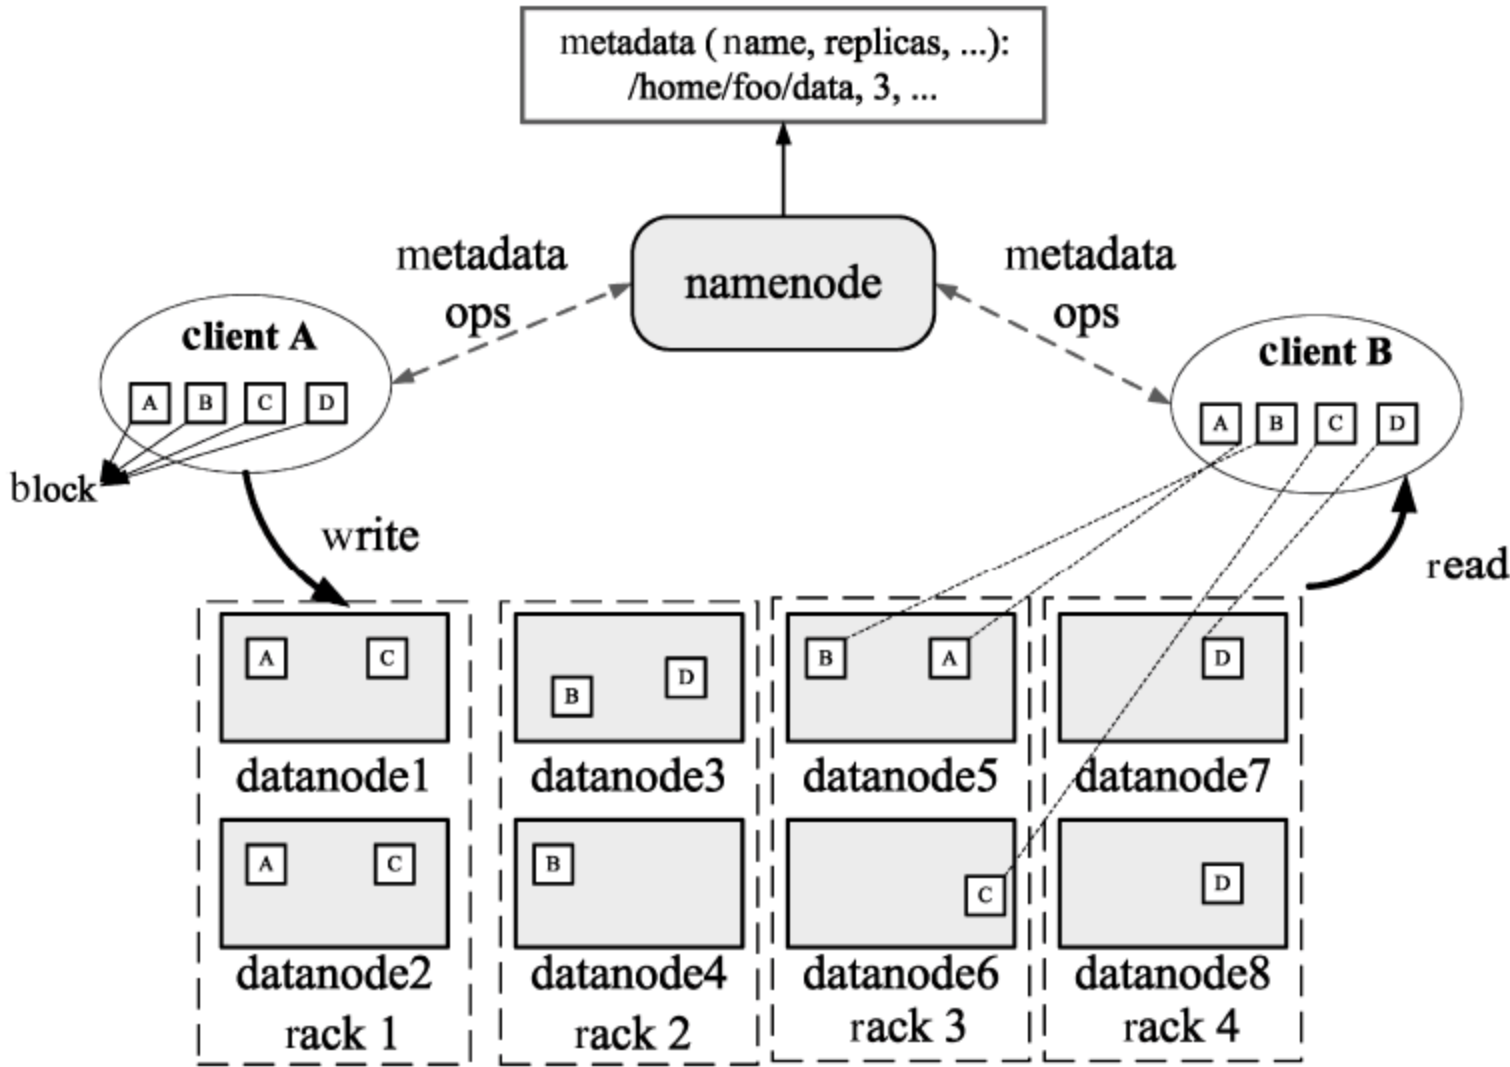 metadata (name, replicas, ...):
/home/foo/data, 3, ...
metadata
ops
namenode
metadata
ops
client A
A B C D
block
write
client B
A B C D
read
A C
datanode1
A C
datanode2
rack 1
B D
datanode3
B
datanode4
rack 2
B A
datanode5
C
datanode6
rack 3
D
datanode7
D
datanode8
rack 4